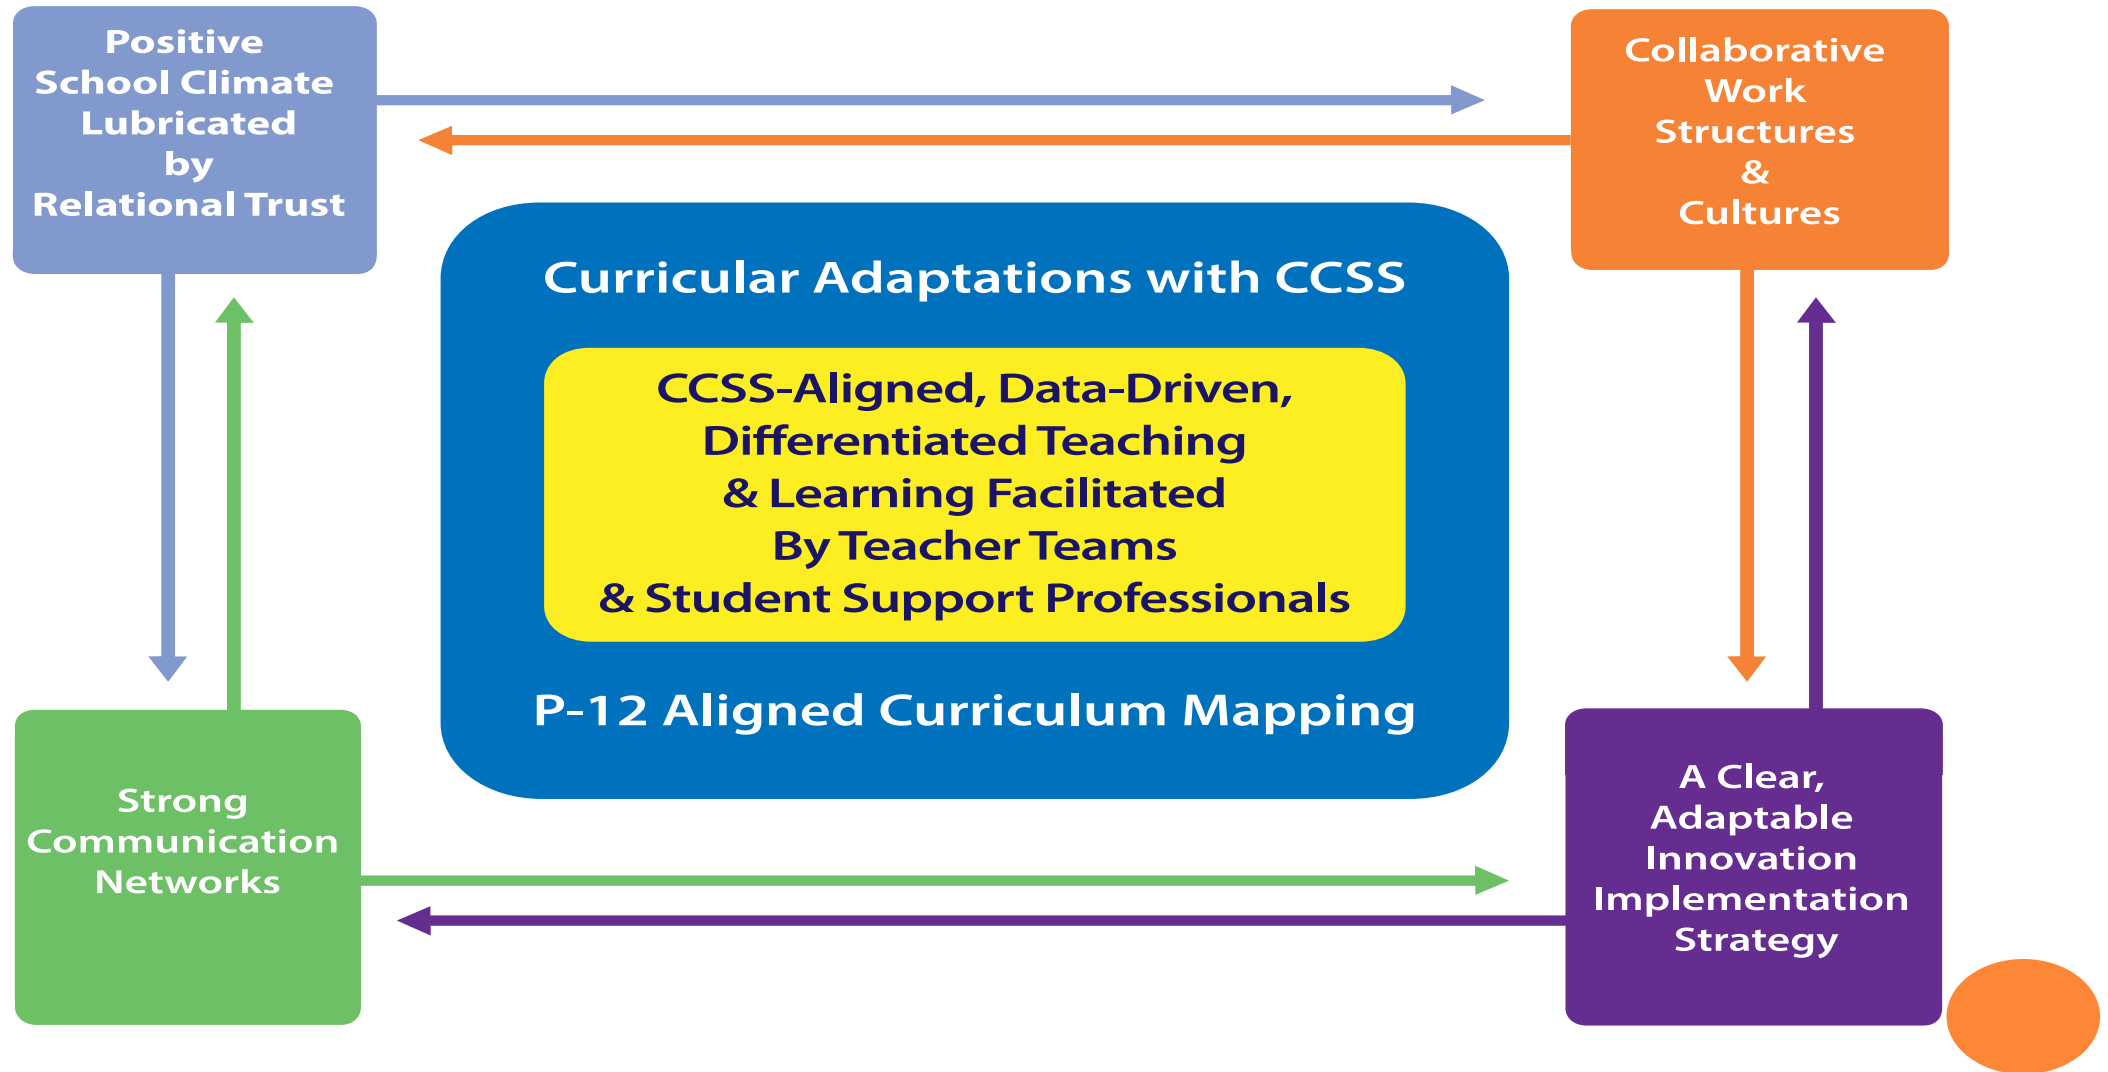 Positive
School Climate
Lubricated
by
Relational Trust
Collaborative
Work
Structures
&
Cultures
Curricular Adaptations with CCSS
CCSS-Aligned, Data-Driven,
Differentiated Teaching
& Learning Facilitated
By Teacher Teams
& Student Support Professionals
P-12 Aligned Curriculum Mapping
Strong
Communication
Networks
A Clear,
Adaptable
Innovation
Implementation
Strategy